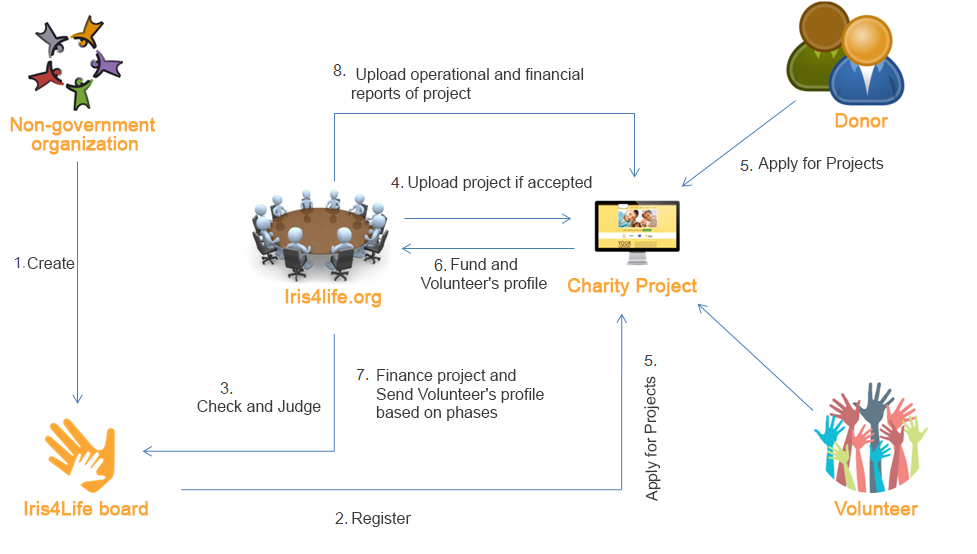 8. Upload operational and financial
reports of project
Non-government
organization
Donor
5. Apply for Projects
4. Upload project if accepted
1. Create
6. Fund and
Volunteer's profile
Iris4life.org
Charity Project
3.
Check and Judge
7. Finance project and
Send Volunteer's profile
based on phases
5.
Apply for Projects
Iris4Life board
2. Register
Volunteer